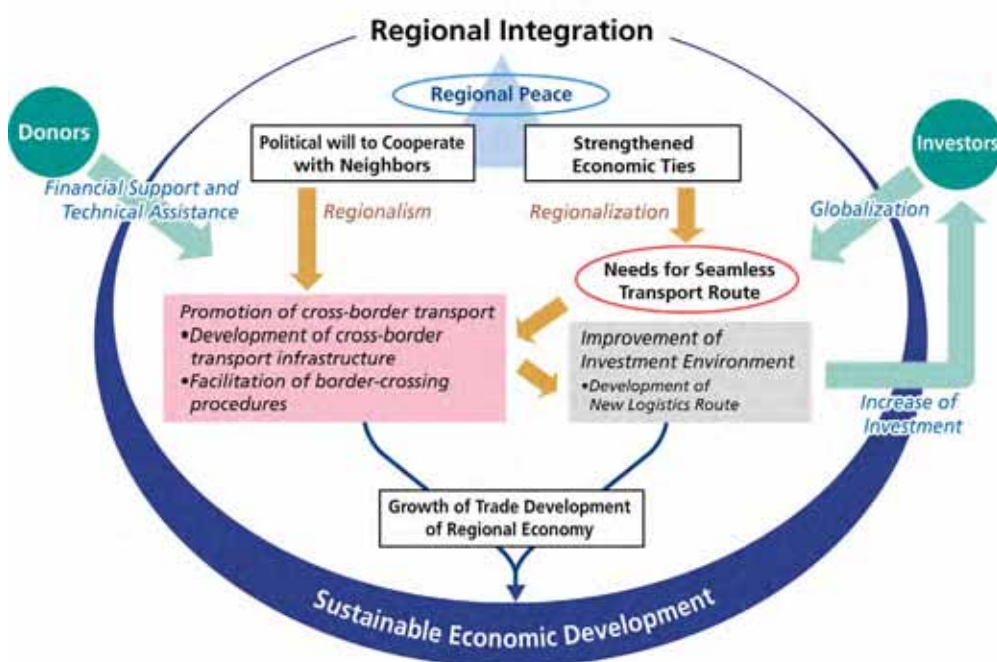 Regional Integration
Regional Peace
Donors
Investors
Political will to Cooperate
with Neighbors
Strengthened
Economic Ties
Financial Support and
Technical Assistance
Regionalism
Regionalization
Globalization
Needs for Seamless
Transport Route
Promotion of cross-border transport
•Development of cross-border
transport infrastructure
•Facilitation of border-crossing
procedures
Improvement of
Investment Environment
•Development of
New Logistics Route
Increase of
Investment
Growth of Trade Development
of Regional Economy
Sustainable Economic Development